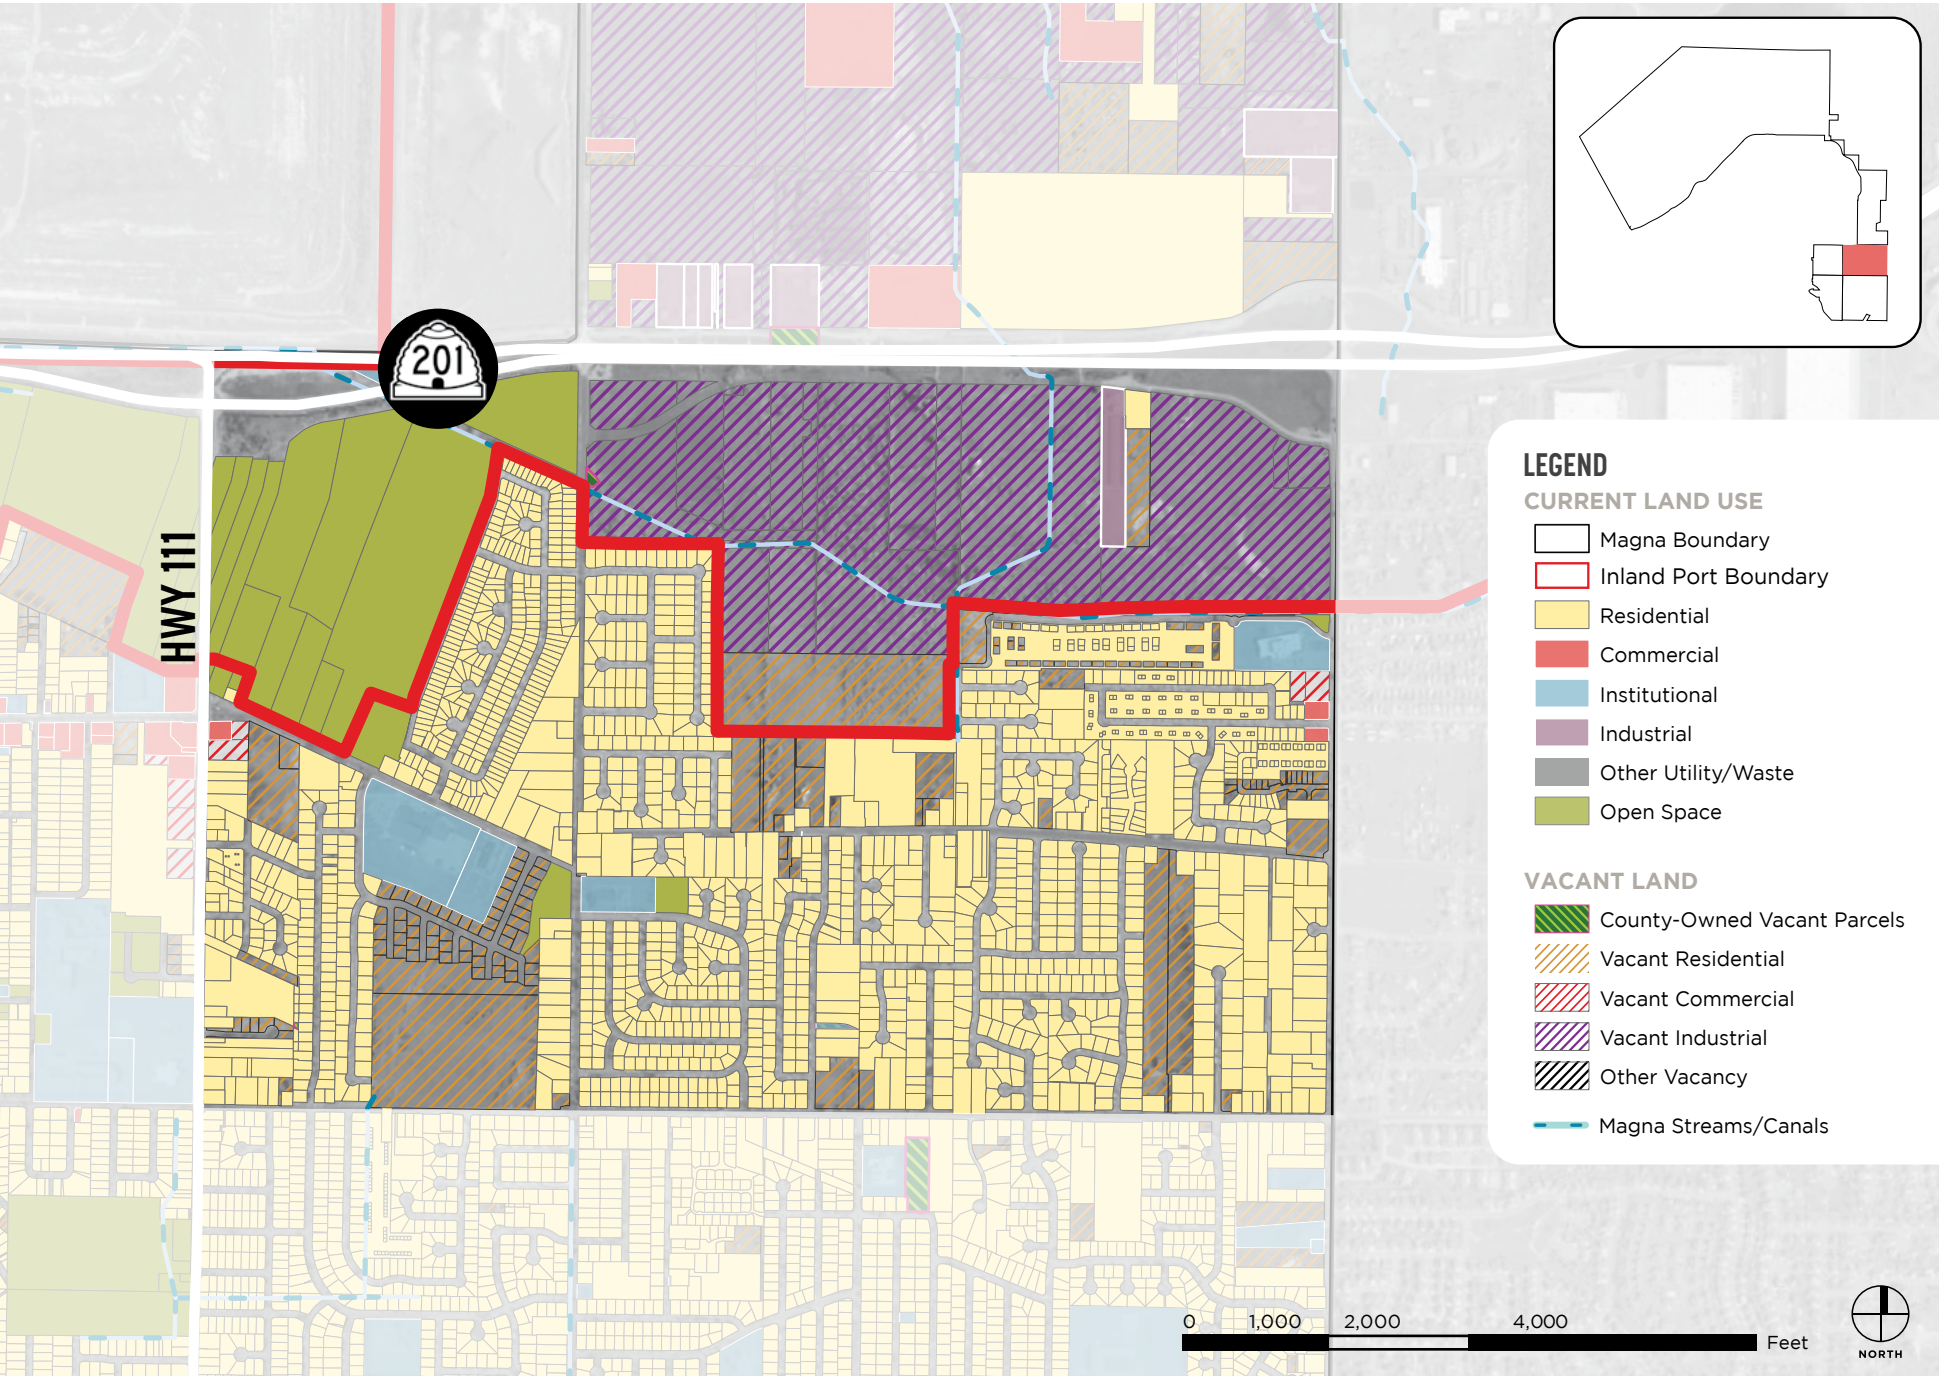 201
HWY 111
LEGEND
CURRENT LAND USE
Magna Boundary
Inland Port Boundary
Residential
Commercial
Institutional
Industrial
Other Utility/Waste
Open Space
VACANT LAND
County-Owned Vacant Parcels
Vacant Residential
Vacant Commercial
Vacant Industrial
Other Vacancy
Magna Streams/Canals
0 1,000 2,000 4,000
Feet
NORTH